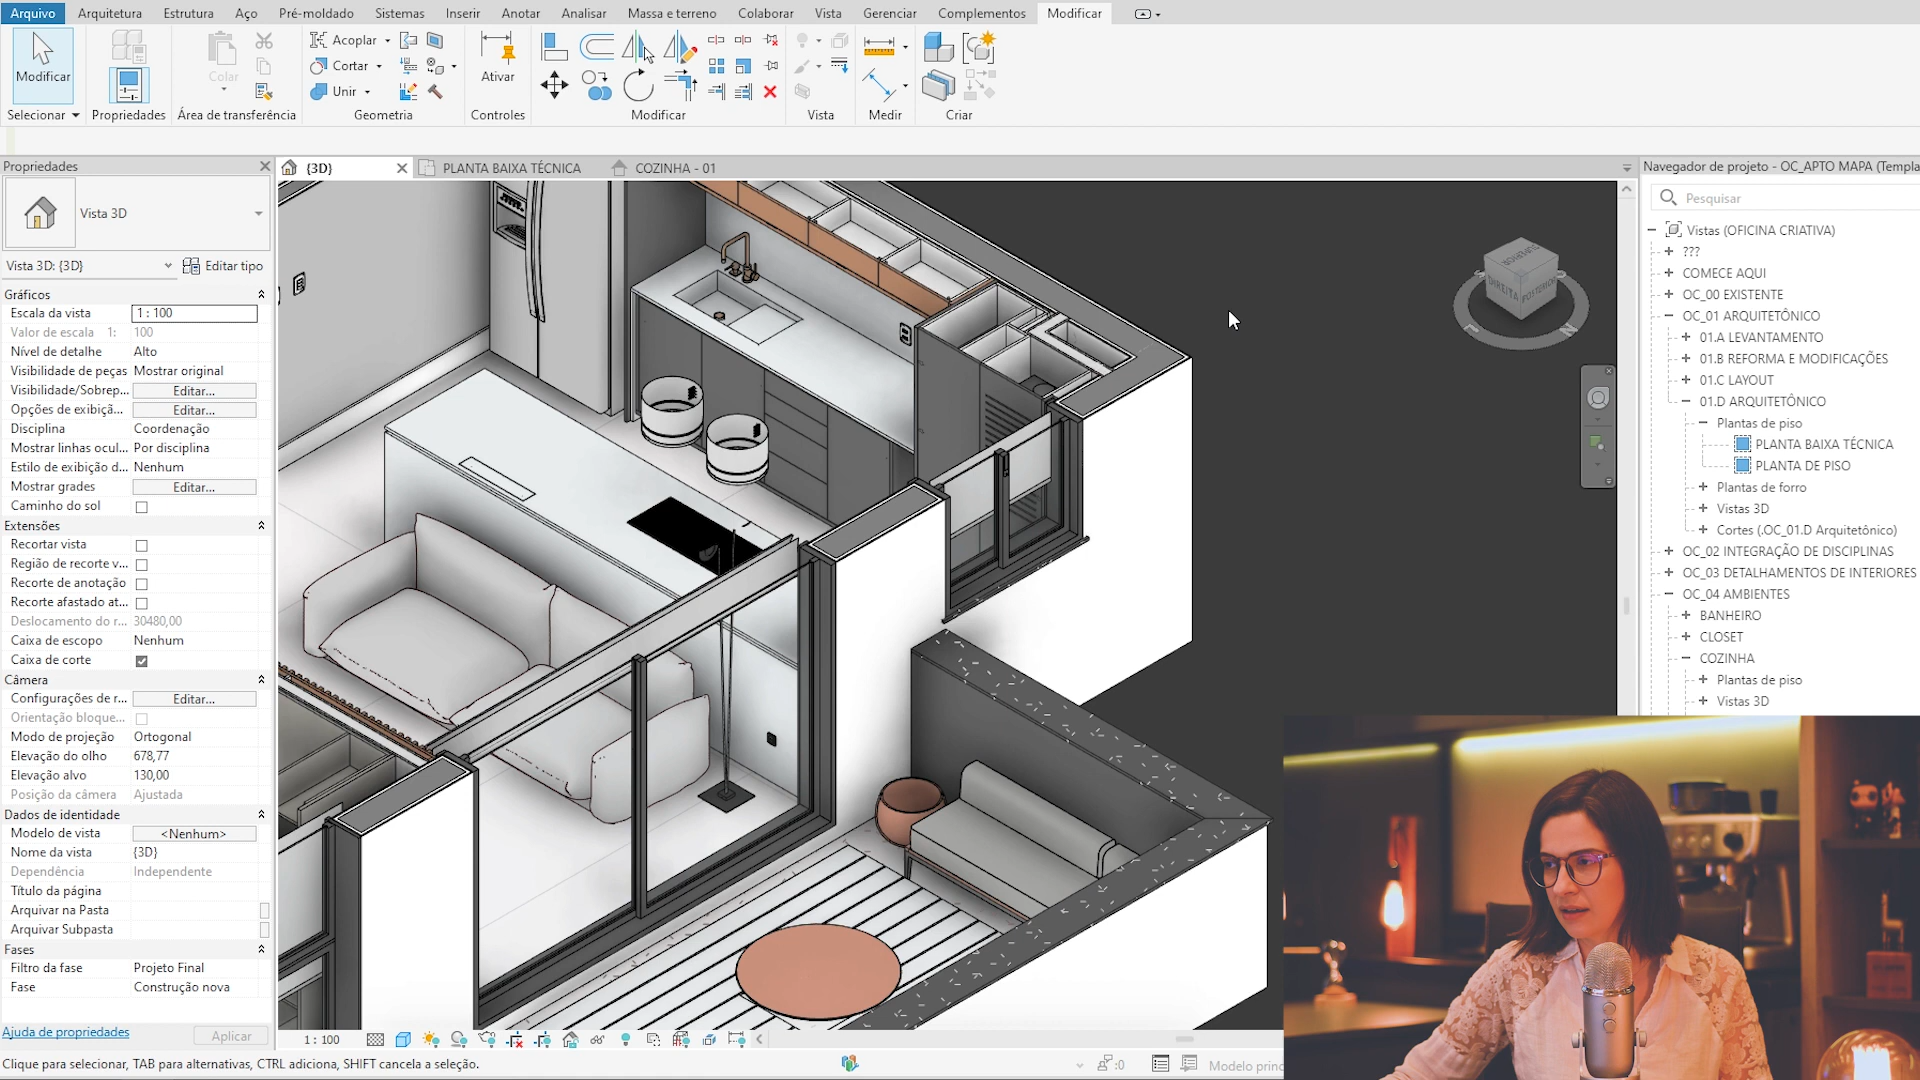 Arquivo Arquitetura Estrutura Aço Pré-moldado Sistemas Inserir Anotar Analisar Massa e terreno Colaborar Vista Gerenciar Complementos Modificar
Modificar
Colar
Acoplar
Cortar
Unir
Ativar
Selecionar Propriedades Área de transferência Geometria Controles Modificar Vista Medir Criar
Propriedades
{3D} PLANTA BAIXA TÉCNICA COZINHA - 01
Navegador de projeto - OC_APTO MAPA (Templa
Vista 3D
Vista 3D: {3D} Editar tipo
Gráficos
Escala da vista 1 : 100
Valor de escala 1: 100
Nível de detalhe Alto
Visibilidade de peças Mostrar original
Visibilidade/Sobrep... Editar...
Opções de exibiçã... Editar...
Disciplina Coordenação
Mostrar linhas ocul... Por disciplina
Estilo de exibição d... Nenhum
Mostrar grades Editar...
Caminho do sol
Extensões
Recortar vista
Região de recorte v...
Recorte de anotação
Recorte afastado at...
Deslocamento do r... 30480,00
Caixa de escopo Nenhum
Caixa de corte
Câmera
Configurações de r... Editar...
Orientação bloque...
Modo de projeção Ortogonal
Elevação do olho 678,77
Elevação alvo 130,00
Posição da câmera Ajustada
Dados de identidade
Modelo de vista <Nenhum>
Nome da vista {3D}
Dependência Independente
Título da página
Arquivar na Pasta
Arquivar Subpasta
Fases
Filtro da fase Projeto Final
Fase Construção nova
Ajuda de propriedades Aplicar
SUPERIOR
DIREITA POSTERIOR
N
Pesquisar
Vistas (OFICINA CRIATIVA)
???
COMECE AQUI
OC_00 EXISTENTE
OC_01 ARQUITETÔNICO
01.A LEVANTAMENTO
01.B REFORMA E MODIFICAÇÕES
01.C LAYOUT
01.D ARQUITETÔNICO
Plantas de piso
PLANTA BAIXA TÉCNICA
PLANTA DE PISO
Plantas de forro
Vistas 3D
Cortes (.OC_01.D Arquitetônico)
OC_02 INTEGRAÇÃO DE DISCIPLINAS
OC_03 DETALHAMENTOS DE INTERIORES
OC_04 AMBIENTES
BANHEIRO
CLOSET
COZINHA
Plantas de piso
Vistas 3D
1 : 100
Clique para selecionar, TAB para alternativas, CTRL adiciona, SHIFT cancela a seleção.
:0
Modelo princ